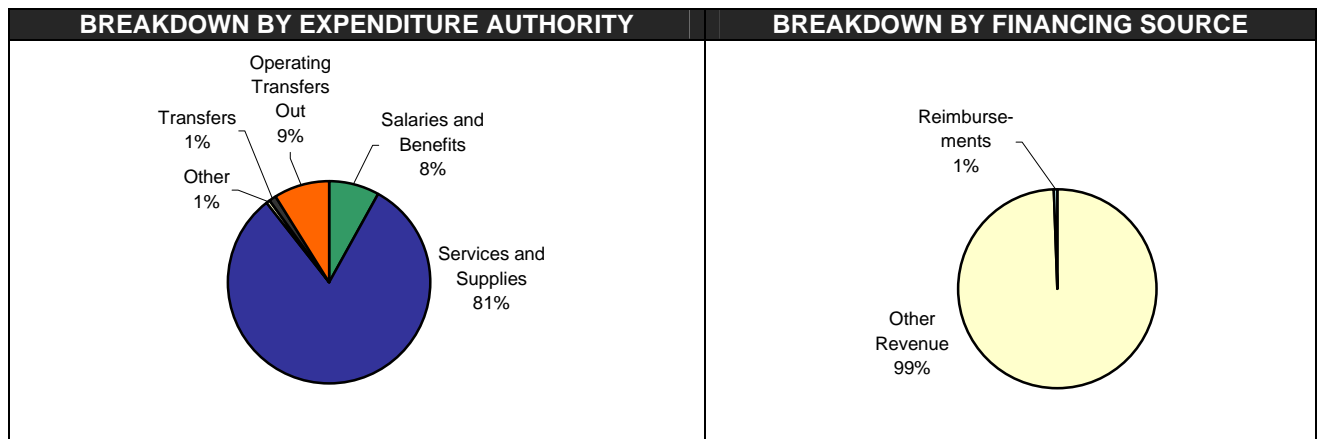 BREAKDOWN BY EXPENDITURE AUTHORITY
Operating
Transfers
Out
9%
Transfers
1%
Other
1%
Salaries and
Benefits
8%
Services and
Supplies
81%
BREAKDOWN BY FINANCING SOURCE
Reimburse-
ments
1%
Other
Revenue
99%